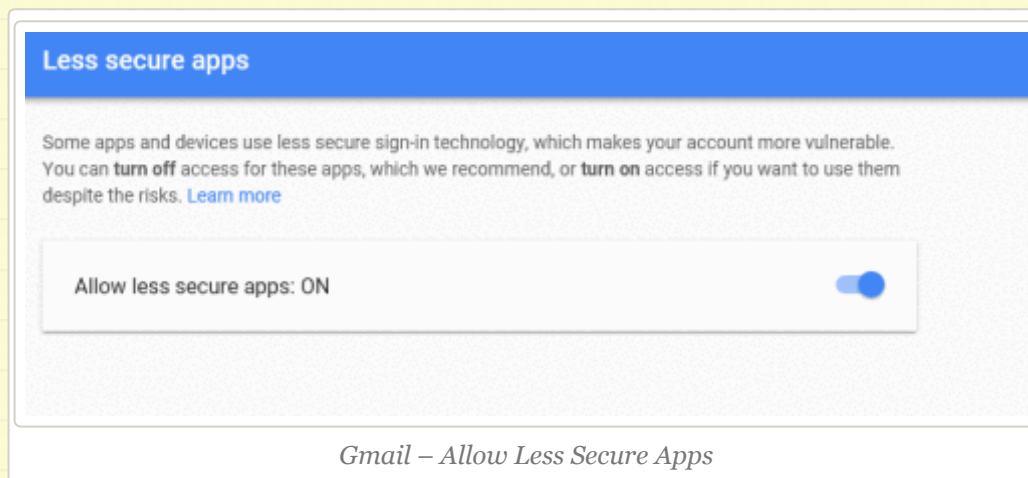 Less secure apps
Some apps and devices use less secure sign-in technology, which makes your account more vulnerable.
You can turn off access for these apps, which we recommend, or turn on access if you want to use them
despite the risks. Learn more
Allow less secure apps: ON
Gmail – Allow Less Secure Apps